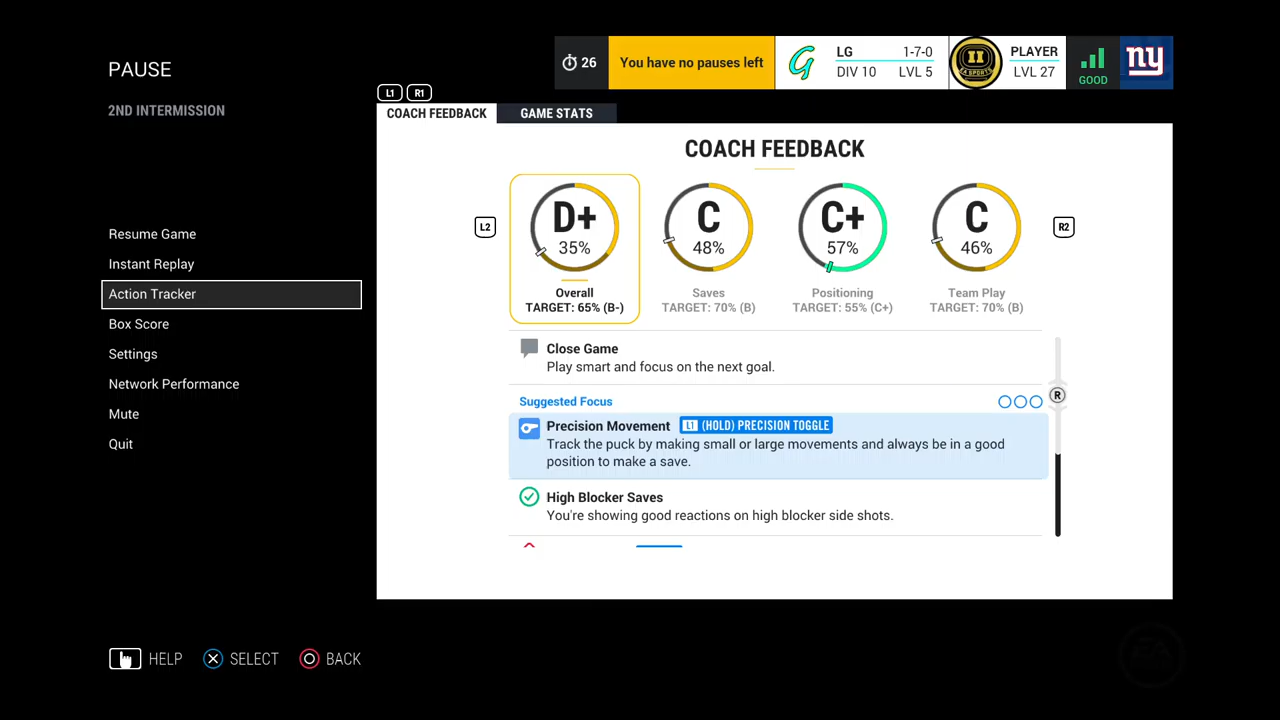 PAUSE
2ND INTERMISSION
26
You have no pauses left
LG 1-7-0
DIV 10 LVL 5
II
EA SPORTS
PLAYER
LVL 27
GOOD
ny
L1 R1
COACH FEEDBACK GAME STATS
COACH FEEDBACK
L2
D+
35%
Overall
TARGET: 65% (B-)
C
48%
Saves
TARGET: 70% (B)
C+
57%
Positioning
TARGET: 55% (C+)
C
46%
Team Play
TARGET: 70% (B)
R2
Resume Game
Instant Replay
Action Tracker
Box Score
Settings
Network Performance
Mute
Quit
Close Game
Play smart and focus on the next goal.
R
Suggested Focus
Precision Movement L1 (HOLD) PRECISION TOGGLE
Track the puck by making small or large movements and always be in a good
position to make a save.
High Blocker Saves
You're showing good reactions on high blocker side shots.
HELP SELECT BACK
EA